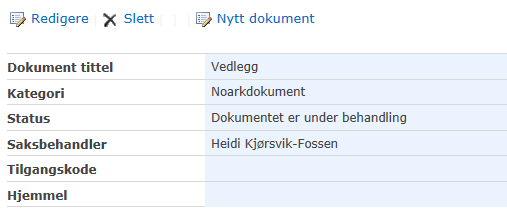 Redigere Slett Nytt dokument
Dokument tittel Vedlegg
Kategori Noarkdokument
Status Dokumentet er under behandling
Saksbehandler Heidi Kjørsvik-Fossen
Tilgangskode
Hjemmel